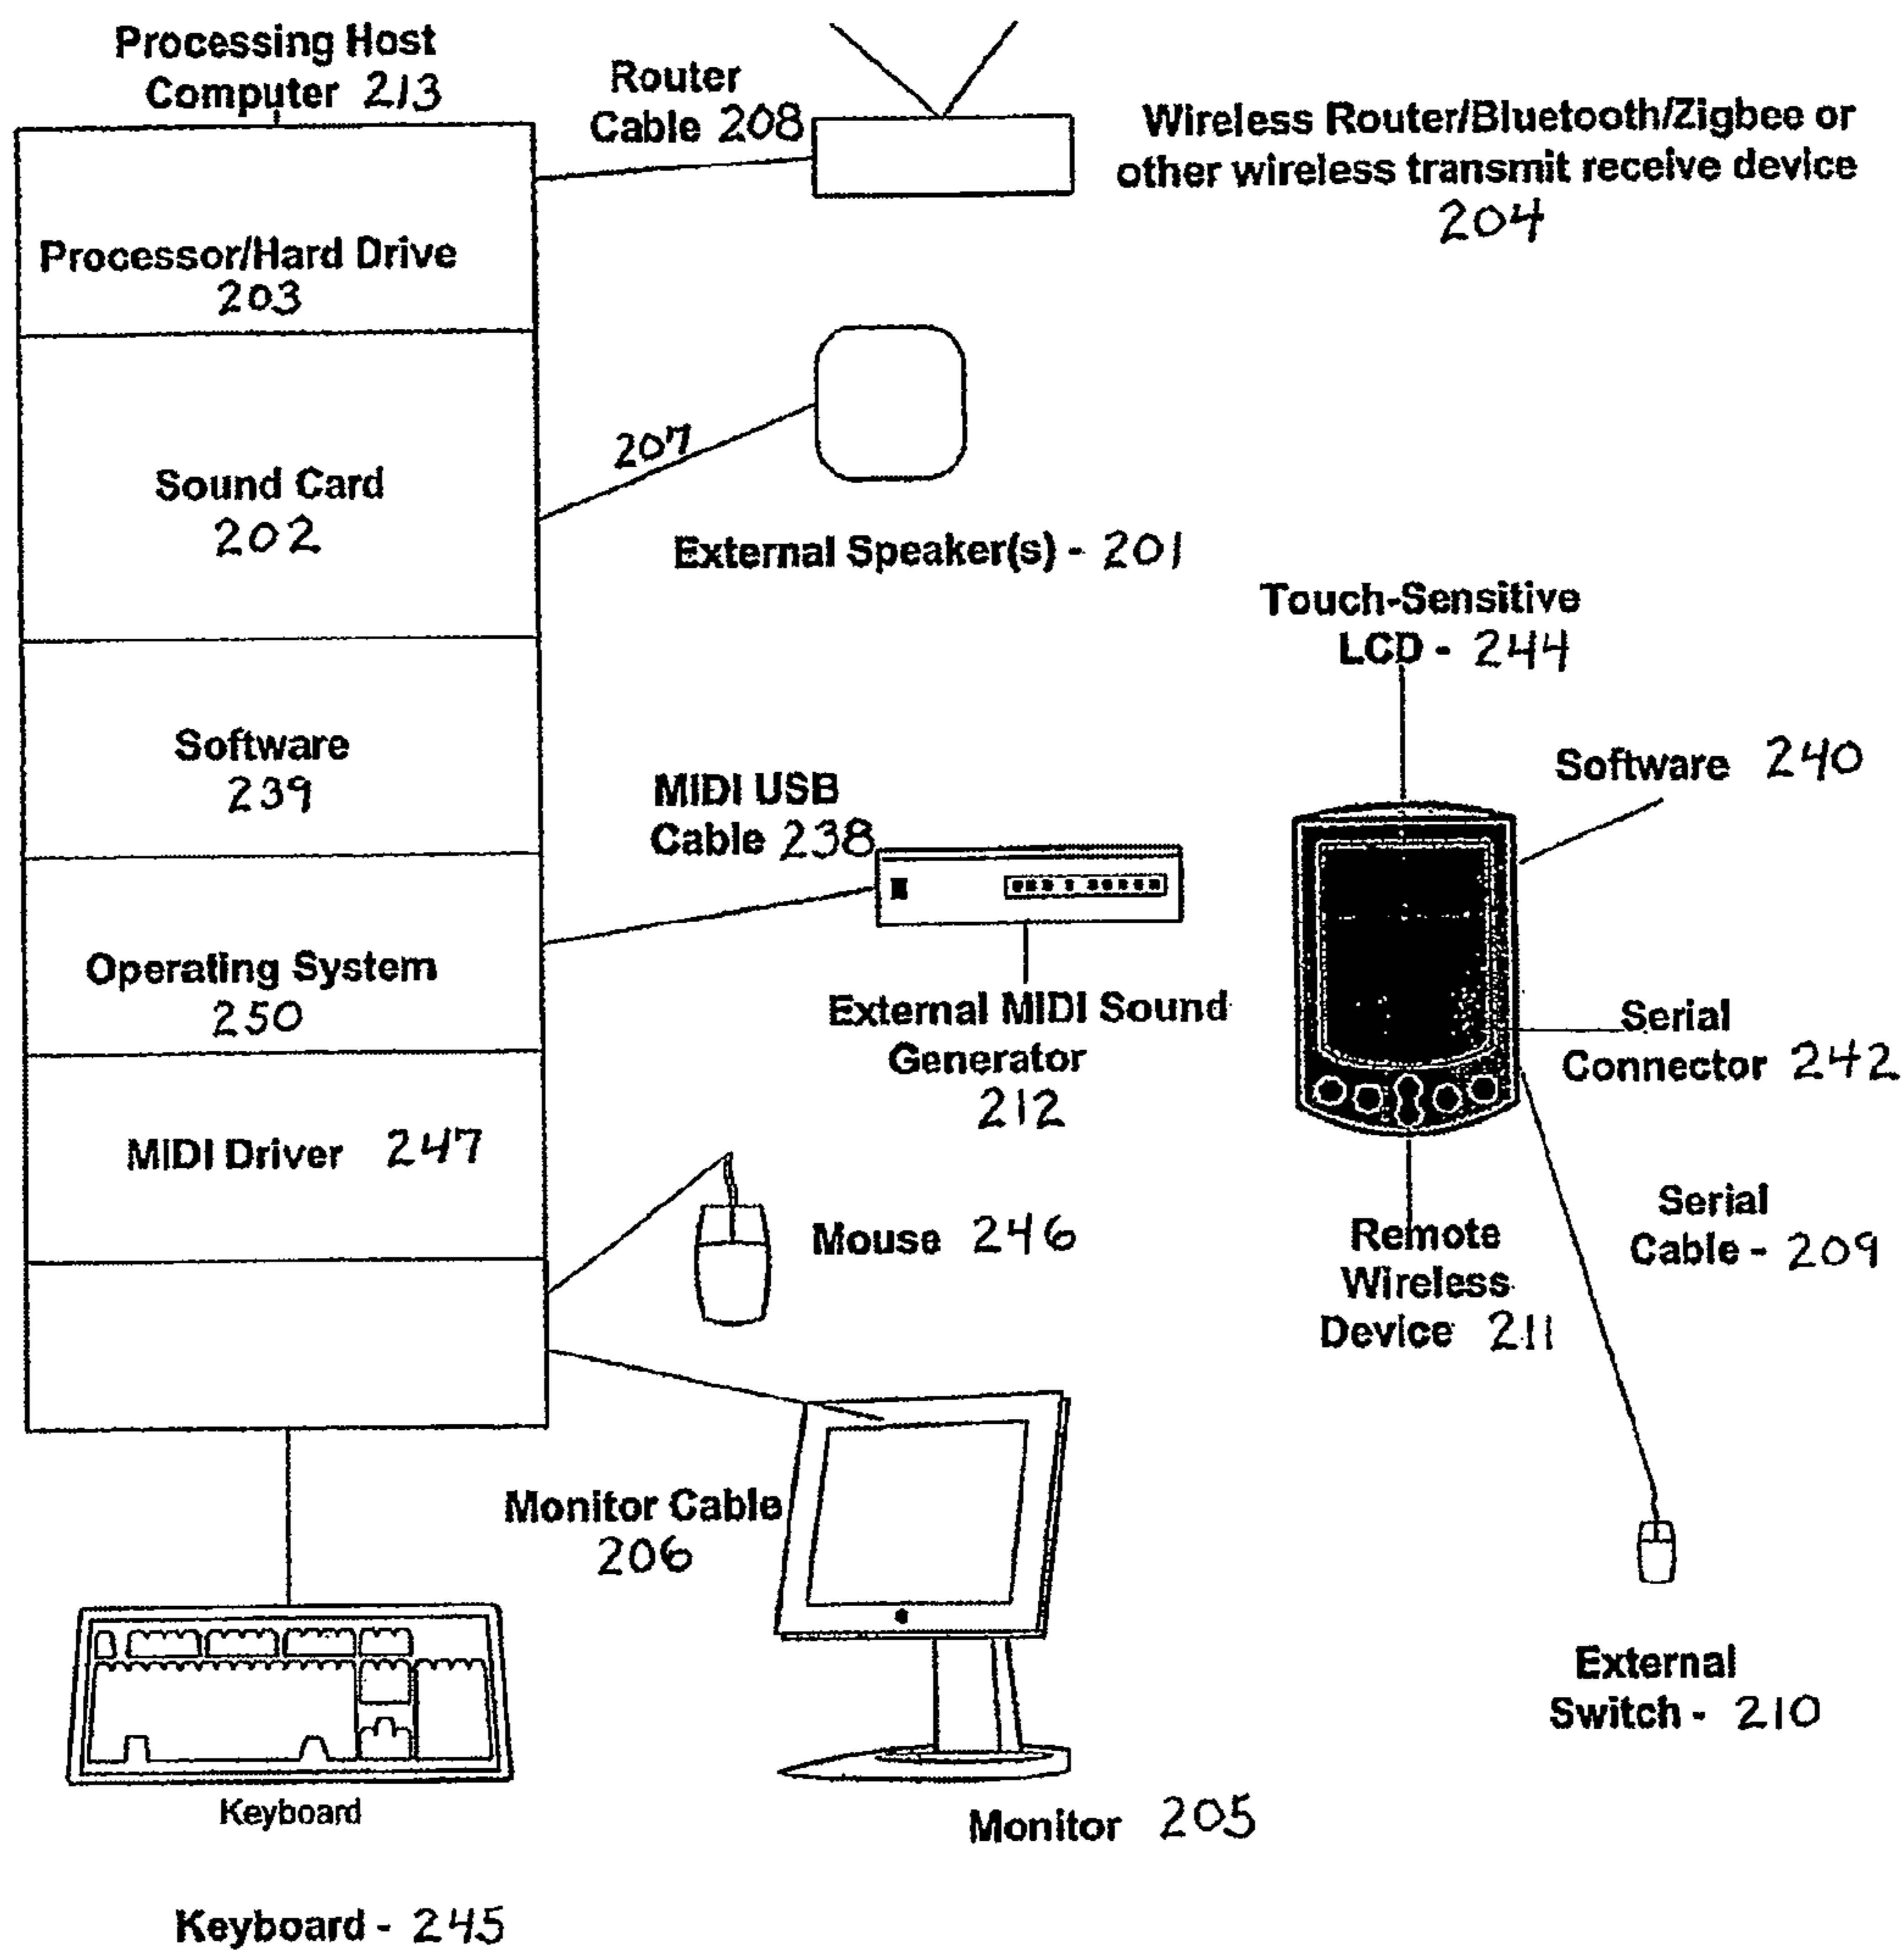 Processing Host
Computer 213
Router
Cable 208
Wireless Router/Bluetooth/Zigbee or
other wireless transmit receive device
204
Processor/Hard Drive
203
Sound Card
202
207
External Speaker(s) - 201
Touch-Sensitive
LCD - 244
Software
239
MIDI USB
Cable 238
Software 240
Operating System
250
External MIDI Sound
Generator
212
Serial
Connector 242
MIDI Driver 247
Mouse 246
Remote
Wireless
Device 211
Serial
Cable - 209
Monitor Cable
206
External
Switch - 210
Keyboard
Monitor 205
Keyboard - 245